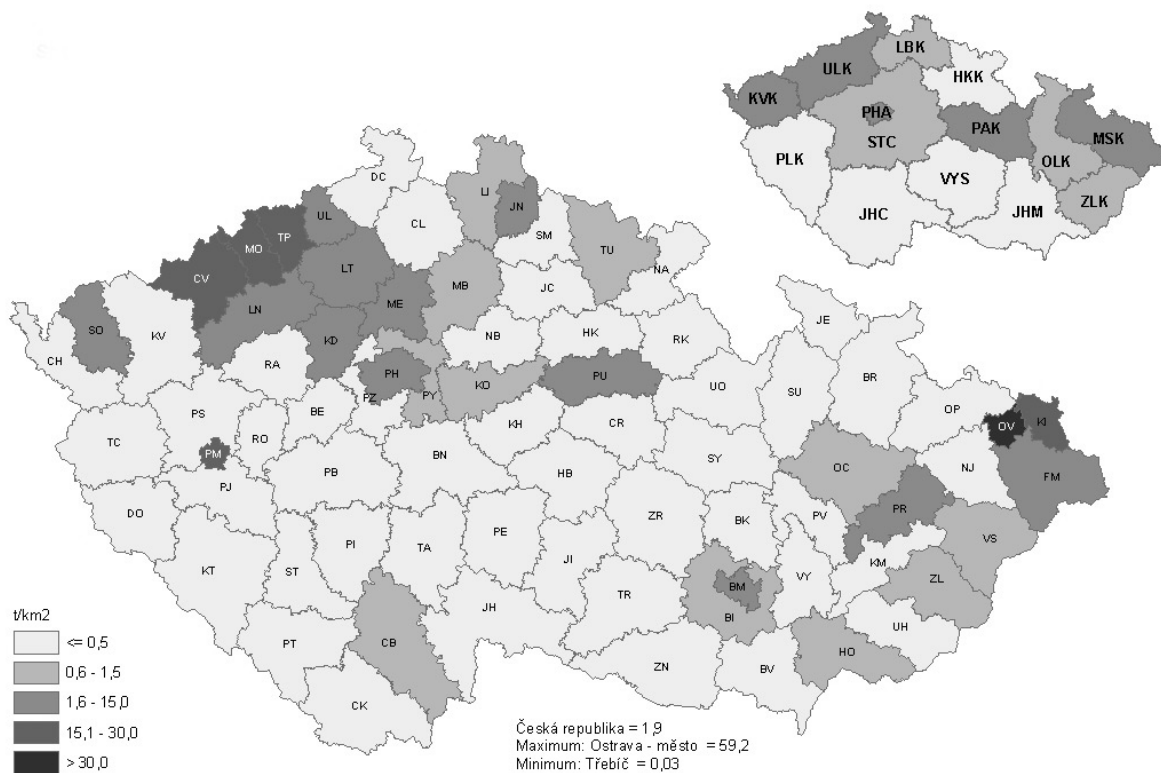 LBK
ULK
HKK
KVK
PHA
PAK
MSK
STC
OLK
PLK
VYS
ZLK
JHC
JHM
DC
LI
JN
UL
CL
TP
MO
SM
TU
CV
LT
NA
MB
JC
LN
ME
SO
KV
KD
NB
HK
RK
JE
CH
RA
PH
PU
KO
PY
PZ
UO
SU
BR
PS
BE
OP
OV
KI
TC
RO
KH
CR
PM
BN
SY
OC
NJ
FM
PB
HB
PJ
DO
PR
PE
ZR
BK
PV
VS
KT
ST
PI
TA
JI
VY
KM
ZL
BM
TR
BI
JH
UH
PT
CB
HO
ZN
BV
CK
t/km2
<= 0,5
0,6 - 1,5
1,6 - 15,0
15,1 - 30,0
> 30,0
Česká republika = 1,9
Maximum: Ostrava - město = 59,2
Minimum: Třebíč = 0,03